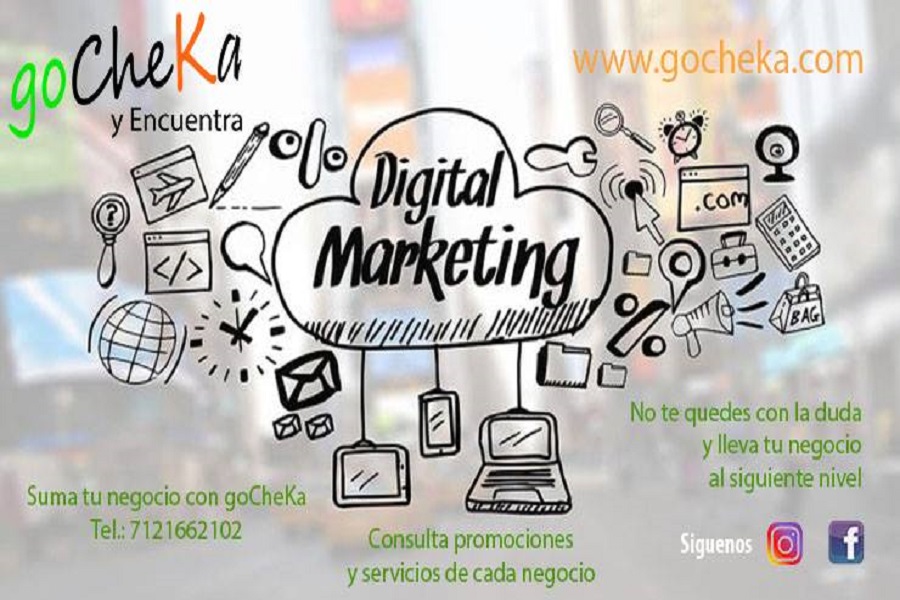 goCheKa
y Encuentra
www.gocheka.com
Digital
Marketing
?
</>
.com
BAG
No te quedes con la duda
y lleva tu negocio
al siguiente nivel
Suma tu negocio con goCheKa
Tel.: 7121662102
Consulta promociones
y servicios de cada negocio
Síguenos